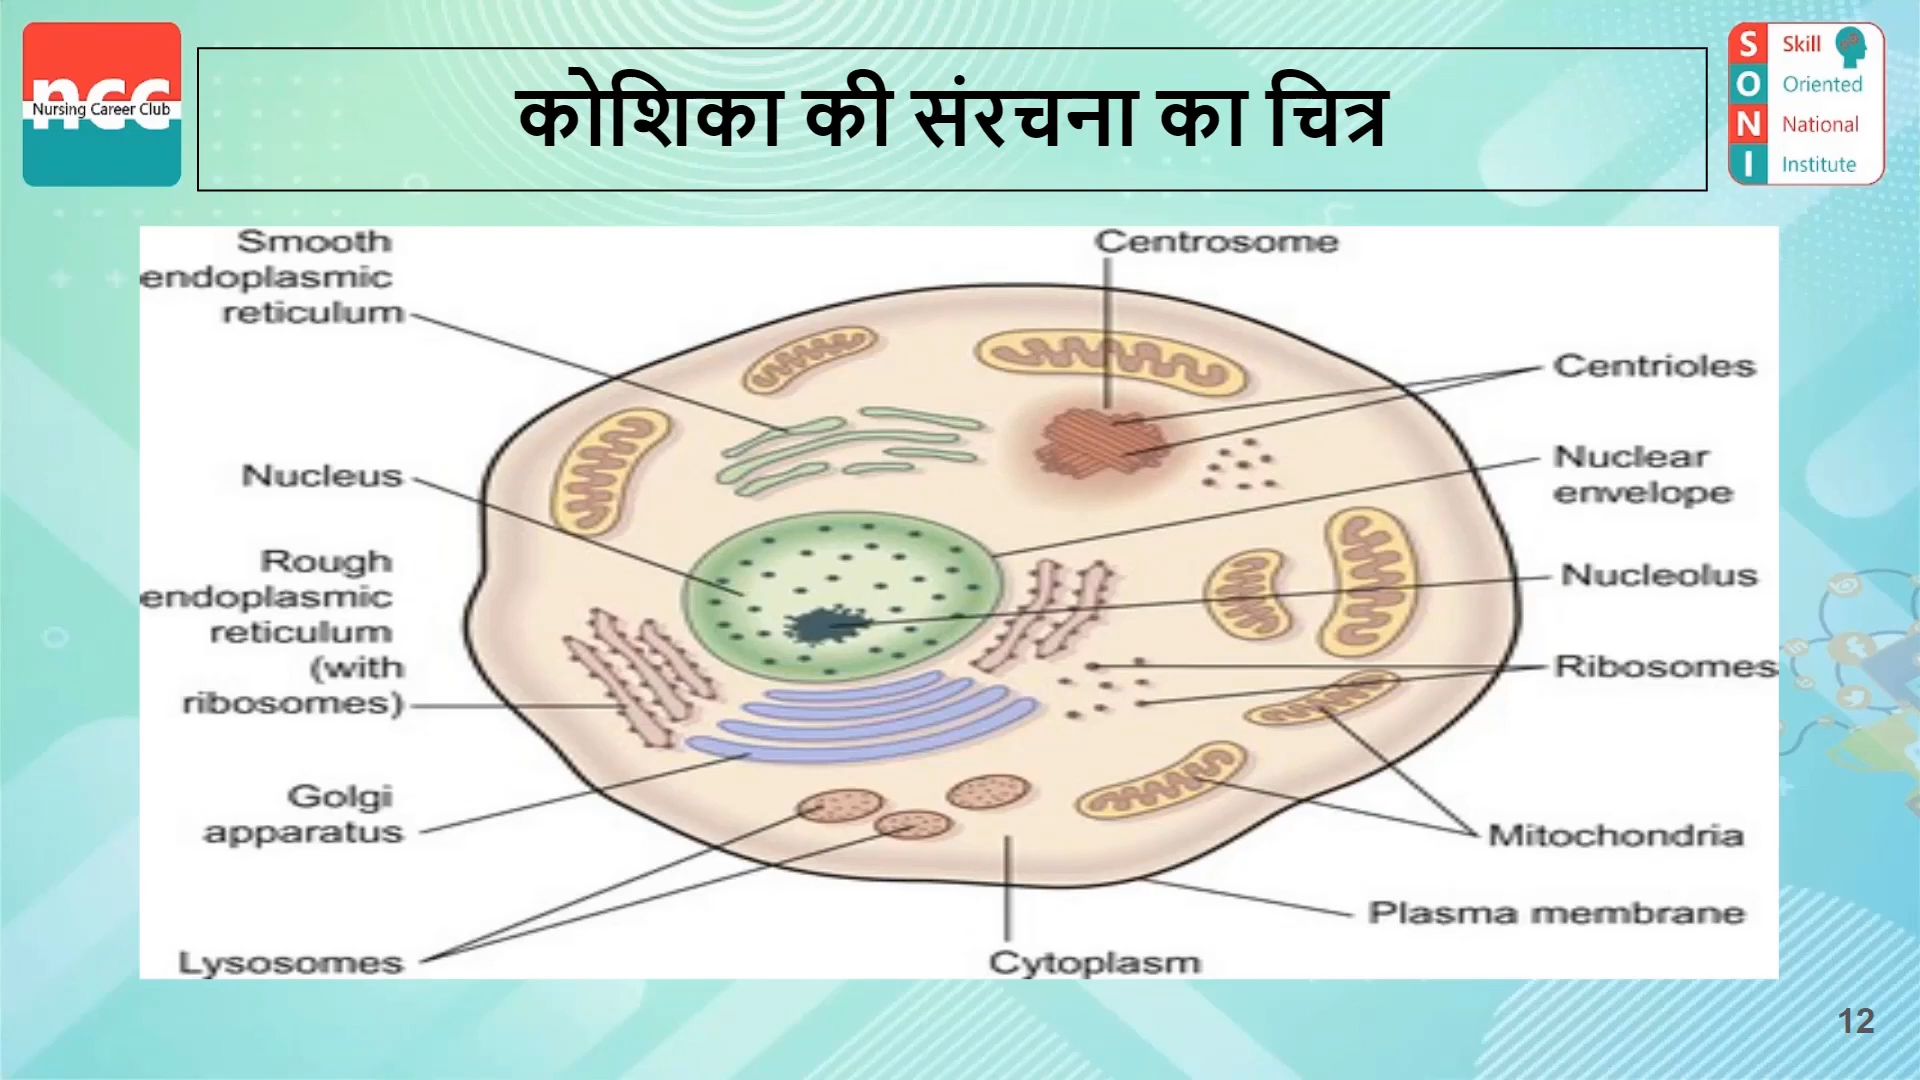 ncc
Nursing Career Club
कोशिका की संरचना का चित्र
S Skill
O Oriented
N National
I Institute
Smooth
endoplasmic
reticulum
Nucleus
Rough
endoplasmic
reticulum
(with
ribosomes)
Golgi
apparatus
Lysosomes
Centrosome
Centrioles
Nuclear
envelope
Nucleolus
Ribosomes
Mitochondria
Plasma membrane
Cytoplasm
12